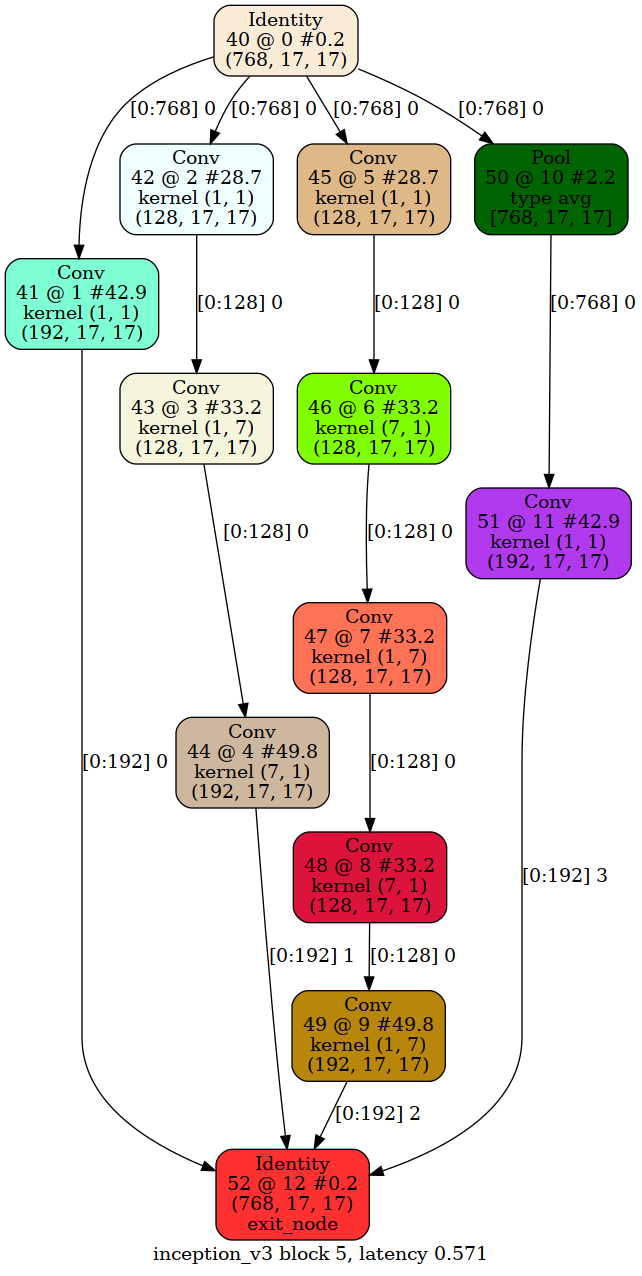 Identity
40 @ 0 #0.2
(768, 17, 17)
[0:768] 0
[0:768] 0
[0:768] 0
[0:768] 0
Conv
42 @ 2 #28.7
kernel (1, 1)
(128, 17, 17)
Conv
45 @ 5 #28.7
kernel (1, 1)
(128, 17, 17)
Pool
50 @ 10 #2.2
type avg
[768, 17, 17]
Conv
41 @ 1 #42.9
kernel (1, 1)
(192, 17, 17)
[0:128] 0
[0:128] 0
[0:768] 0
Conv
43 @ 3 #33.2
kernel (1, 7)
(128, 17, 17)
Conv
46 @ 6 #33.2
kernel (7, 1)
(128, 17, 17)
Conv
51 @ 11 #42.9
kernel (1, 1)
(192, 17, 17)
[0:128] 0
[0:128] 0
Conv
47 @ 7 #33.2
kernel (1, 7)
(128, 17, 17)
Conv
44 @ 4 #49.8
kernel (7, 1)
(192, 17, 17)
[0:192] 0
[0:128] 0
Conv
48 @ 8 #33.2
kernel (7, 1)
(128, 17, 17)
[0:192] 3
[0:192] 1
[0:128] 0
Conv
49 @ 9 #49.8
kernel (1, 7)
(192, 17, 17)
[0:192] 2
Identity
52 @ 12 #0.2
(768, 17, 17)
exit_node
inception_v3 block 5, latency 0.571